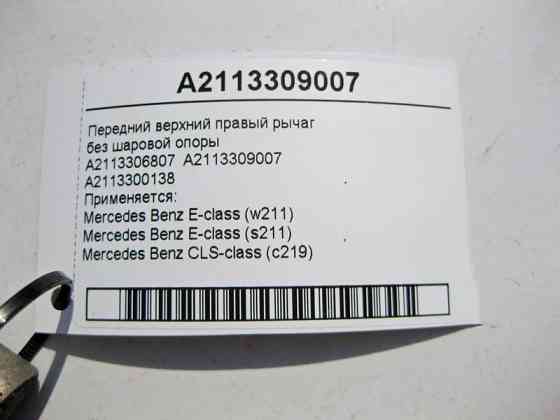 A2113309007
Передний верхний правый рычаг
без шаровой опоры
A2113306807 A2113309007
A2113300138
Применяется:
Mercedes Benz E-class (w211)
Mercedes Benz E-class (s211)
Mercedes Benz CLS-class (c219)